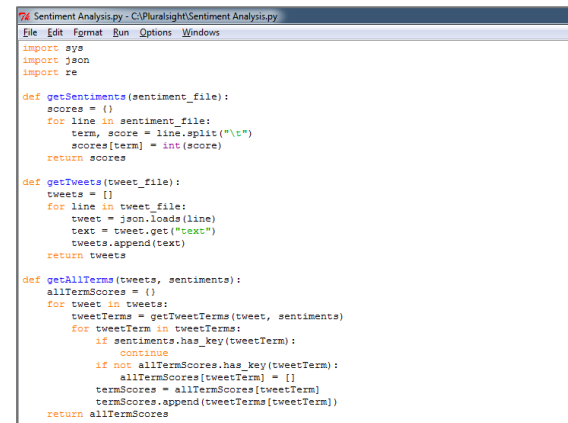 Sentiment Analysis.py - C:\Pluralsight\Sentiment Analysis.py
File Edit Format Run Options Windows
import sys
import json
import re

def getSentiments(sentiment_file):
    scores = {}
    for line in sentiment_file:
        term, score = line.split("\t")
        scores[term] = int(score)
    return scores

def getTweets(tweet_file):
    tweets = []
    for line in tweet_file:
        tweet = json.loads(line)
        text = tweet.get("text")
        tweets.append(text)
    return tweets

def getAllTerms(tweets, sentiments):
    allTermScores = {}
    for tweet in tweets:
        tweetTerms = getTweetTerms(tweet, sentiments)
        for tweetTerm in tweetTerms:
            if sentiments.has_key(tweetTerm):
                continue
            if not allTermScores.has_key(tweetTerm):
                allTermScores[tweetTerm] = []
            termScores = allTermScores[tweetTerm]
            termScores.append(tweetTerms[tweetTerm])
    return allTermScores